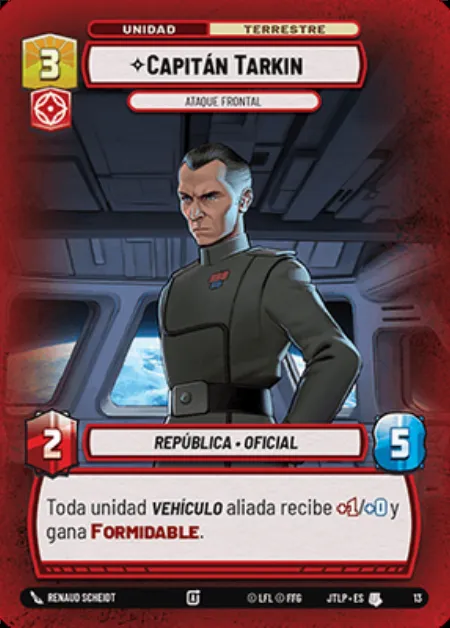 UNIDAD TERRESTRE
3
✧CAPITÁN TARKIN
ATAQUE FRONTAL
2
REPÚBLICA • OFICIAL
5
Toda unidad VEHÍCULO aliada recibe +1/+0 y
gana FORMIDABLE.
RENAUD SCHEIDT © LFL © FFG JTLP • ES 13